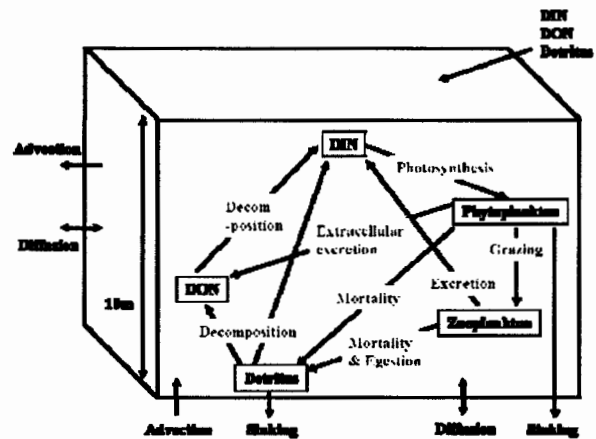 DIN
DON
Detritus
DIN
Advection
Photosynthesis
Decom
-position
Phytoplankton
Extracellular
excretion
Grazing
Diffusion
DON
Mortality
Excretion
15m
Decomposition
Zooplankton
Mortality
& Egestion
Detritus
Advection
Sinking
Diffusion
Sinking